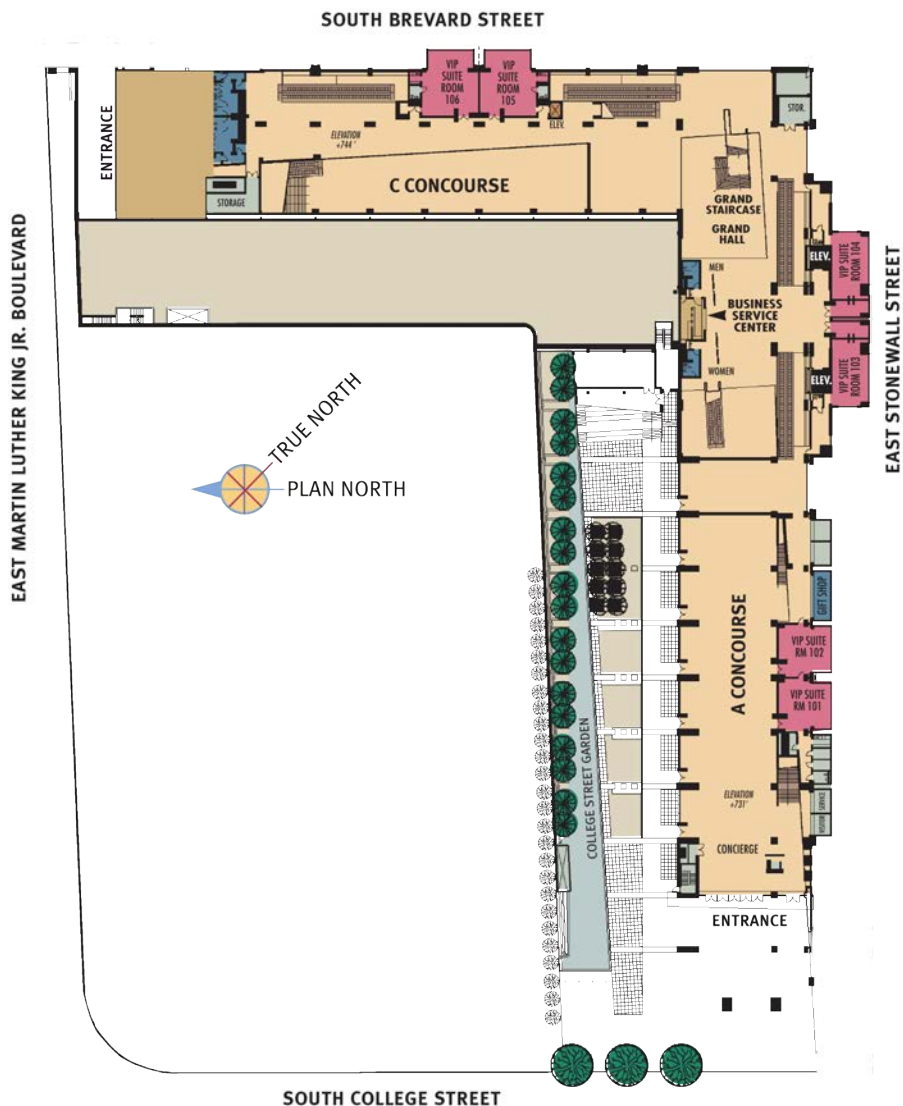 SOUTH BREVARD STREET
VIP
SUITE
ROOM
106
VIP
SUITE
ROOM
105
ENTRANCE
ELEV.
STOR.
ELEVATION
+744'
C CONCOURSE
STORAGE
GRAND
STAIRCASE
GRAND
HALL
EAST MARTIN LUTHER KING JR. BOULEVARD
MEN
ELEV.
VIP SUITE
ROOM 104
BUSINESS
SERVICE
CENTER
EAST STONEWALL STREET
WOMEN
ELEV.
VIP SUITE
ROOM 103
TRUE NORTH
PLAN NORTH
GIFT SHOP
A CONCOURSE
VIP SUITE
RM 102
VIP SUITE
RM 101
COLLEGE STREET GARDEN
ELEVATION
+731'
VISITOR
SERVICE
CONCIERGE
ENTRANCE
SOUTH COLLEGE STREET